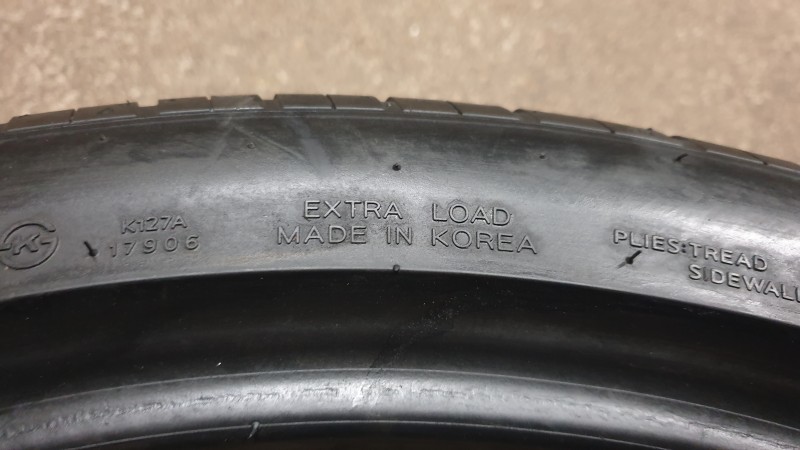 K
K127A
17906
EXTRA LOAD
MADE IN KOREA
PLIES:TREAD
SIDEWALL